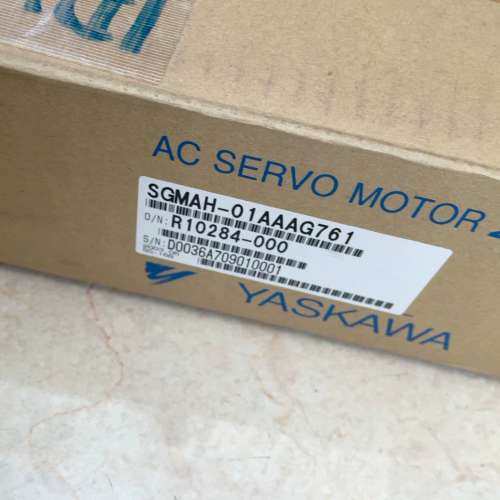 AC SERVO MOTOR
SGMAH-01AAAG761
O/N: R10284-000
S/N: D0036A709010001
YASKAWA